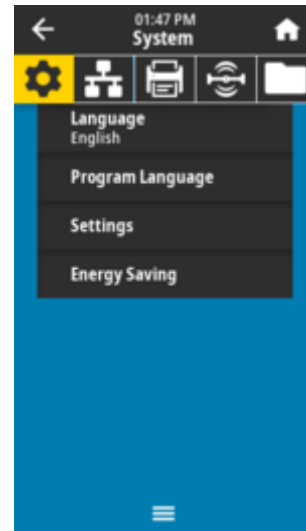 01:47 PM
System
Language
English
Program Language
Settings
Energy Saving